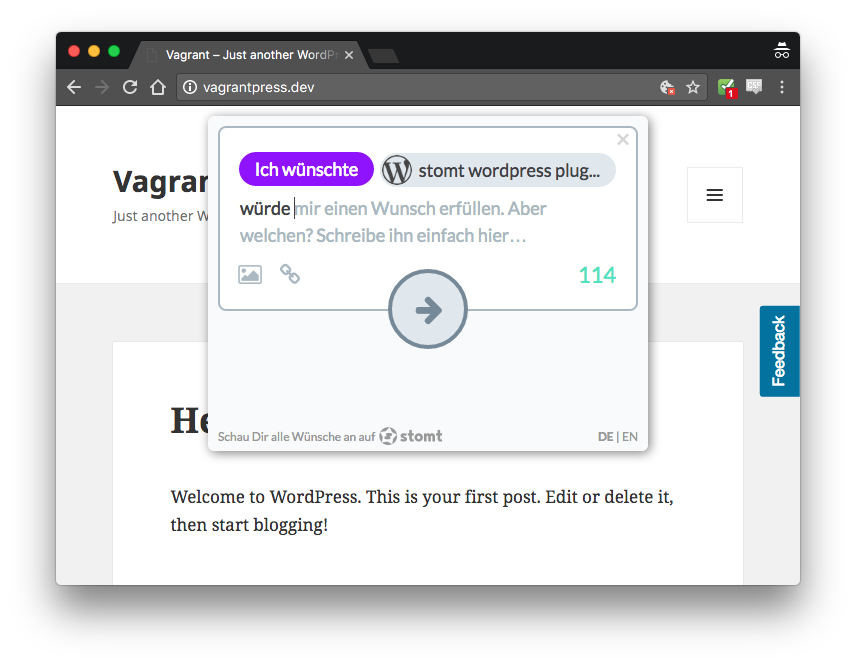 Vagrant – Just another WordPr
vagrantpress.dev
1
CSS
Vagran
Just another W
Ich wünschte stomt wordpress plug...
würde mir einen Wunsch erfüllen. Aber
welchen? Schreibe ihn einfach hier…
114
Feedback
He
Schau Dir alle Wünsche an auf stomt
DE | EN
Welcome to WordPress. This is your first post. Edit or delete it,
then start blogging!